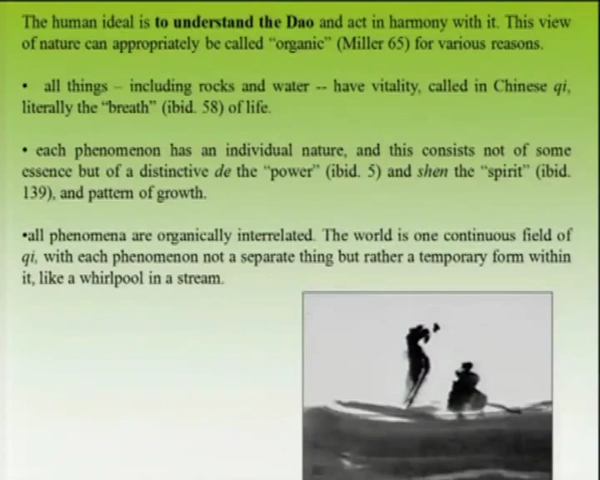 The human ideal is to understand the Dao and act in harmony with it. This view
of nature can appropriately be called “organic” (Miller 65) for various reasons.
• all things – including rocks and water -- have vitality, called in Chinese qi,
literally the “breath” (ibid. 58) of life.
• each phenomenon has an individual nature, and this consists not of some
essence but of a distinctive de the “power” (ibid. 5) and shen the “spirit” (ibid.
139), and pattern of growth.
•all phenomena are organically interrelated. The world is one continuous field of
qi, with each phenomenon not a separate thing but rather a temporary form within
it, like a whirlpool in a stream.